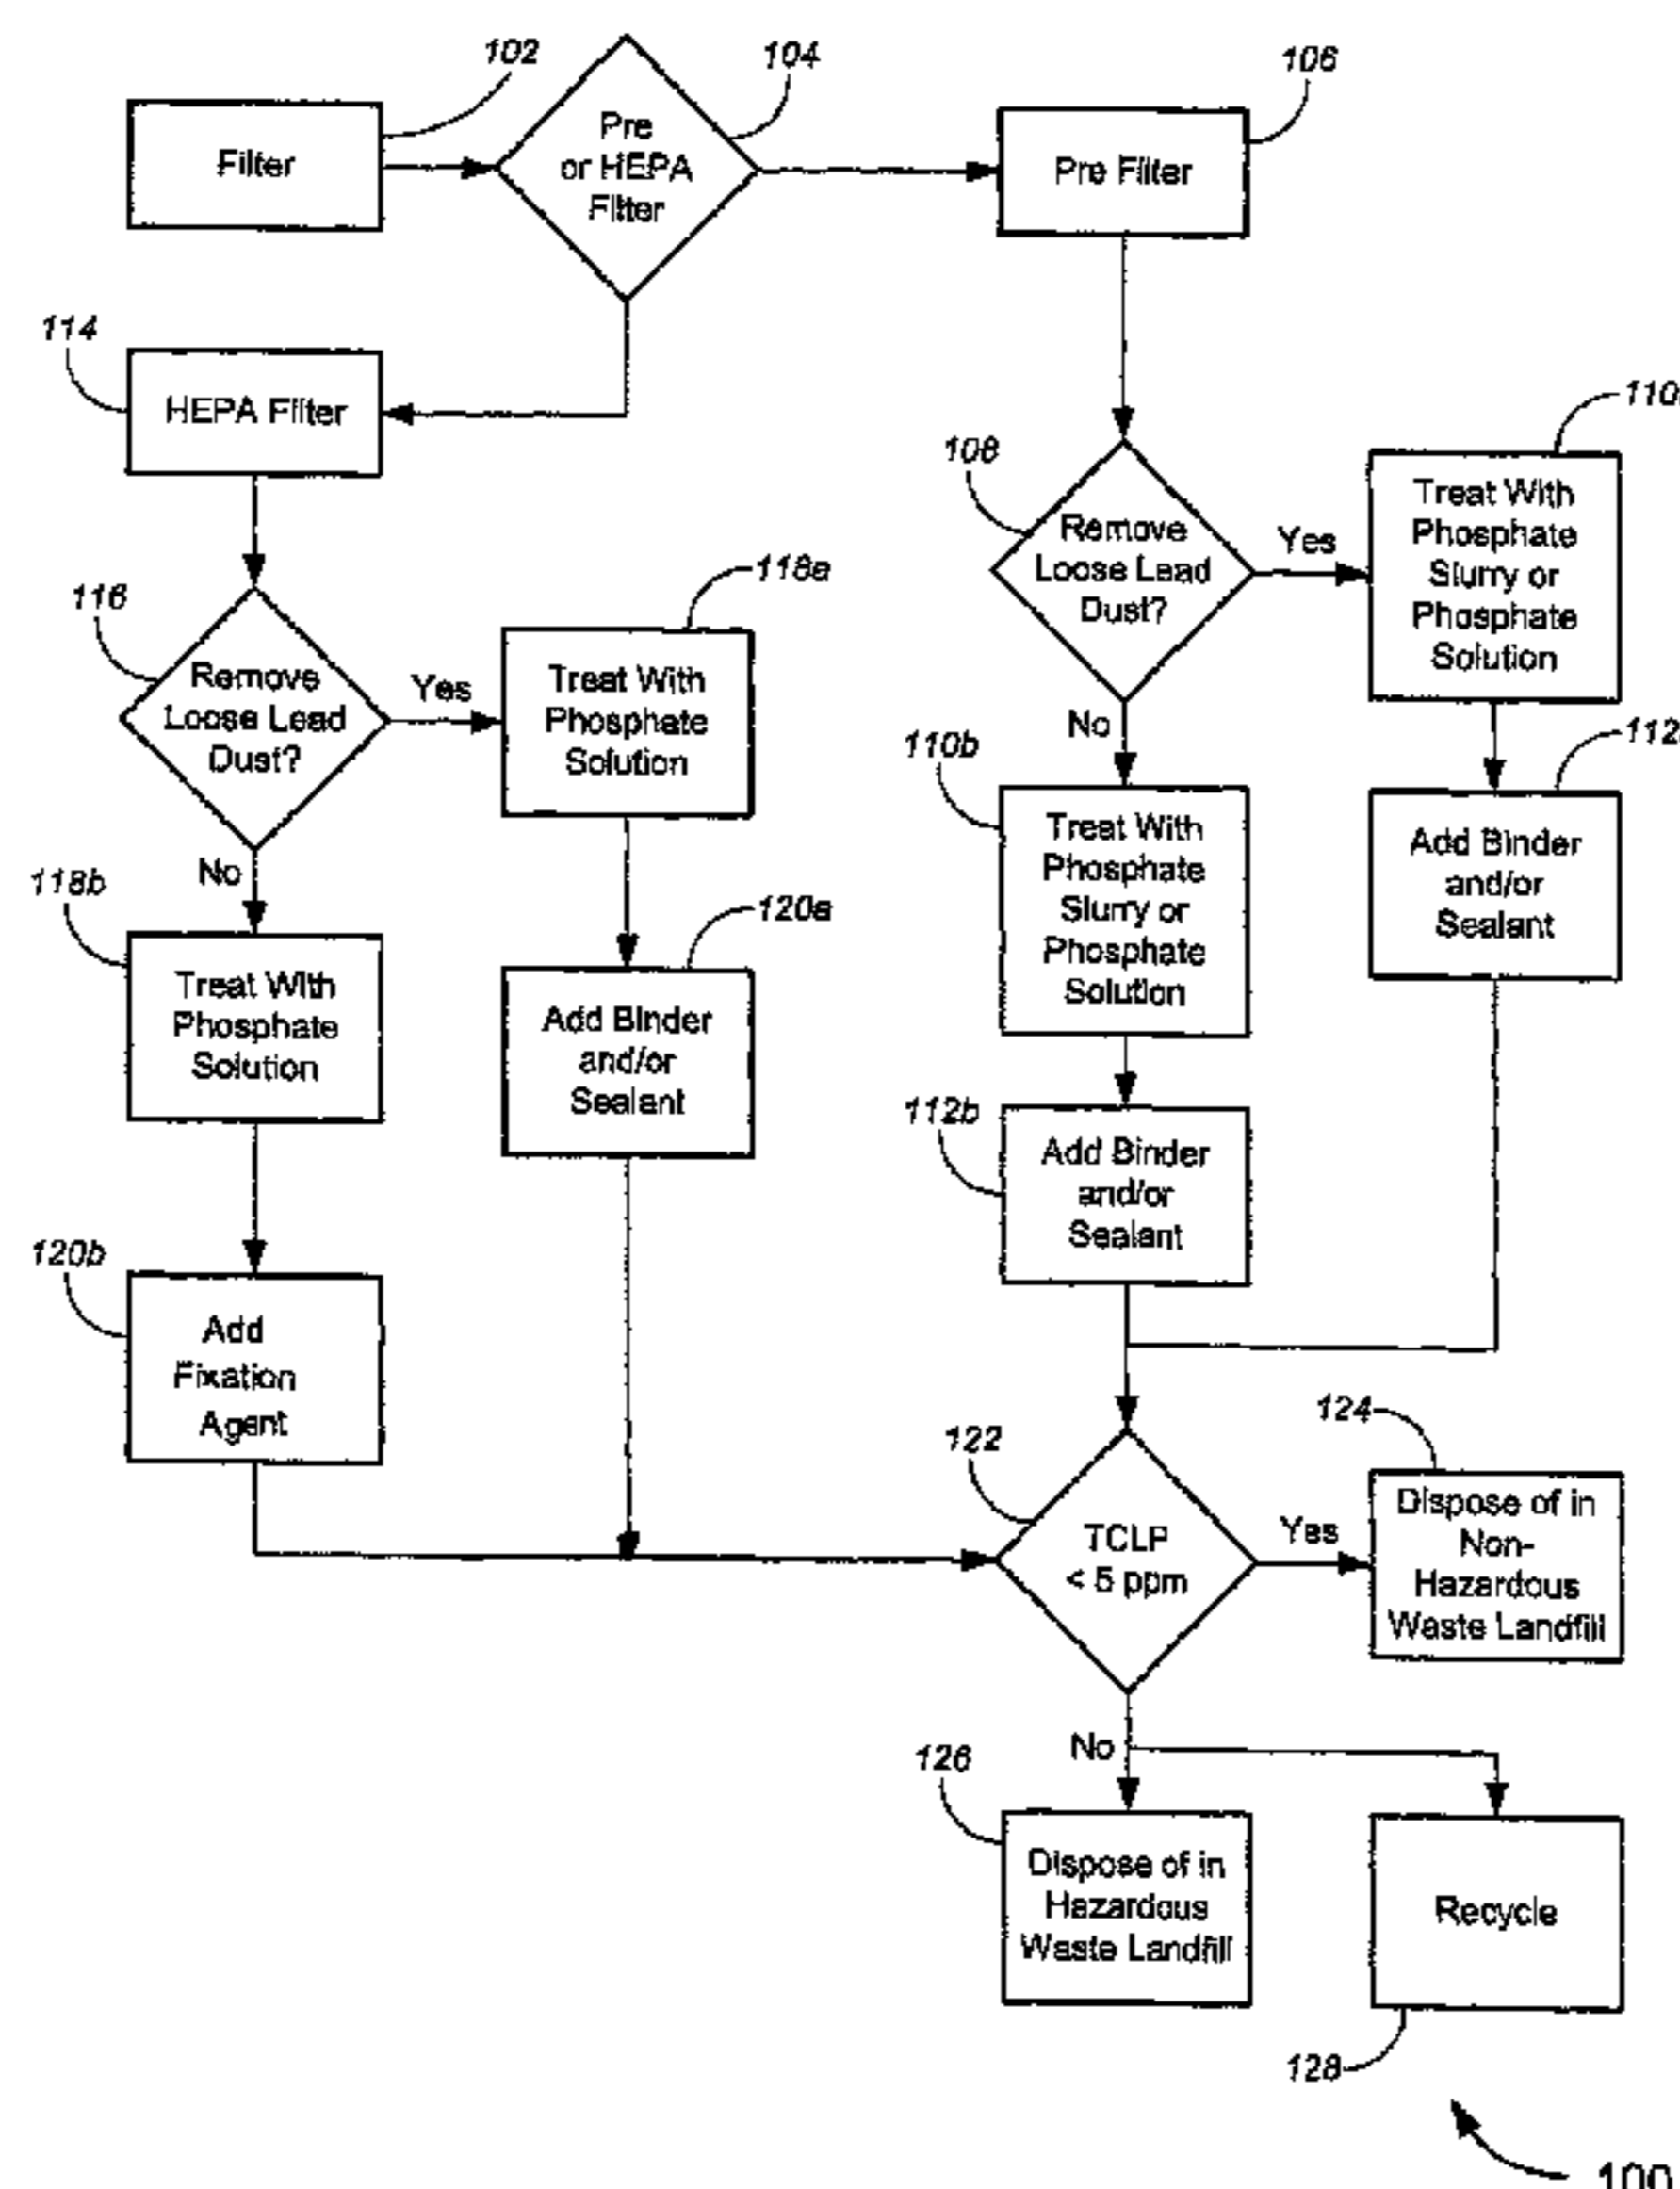 102
104
106
Filter
Pre
or HEPA
Filter
Pre Filter
114
HEPA Filter
108
110
Remove
Loose Lead
Dust?
Yes
Treat With
Phosphate
Slurry or
Phosphate
Solution
116
118a
Remove
Loose Lead
Dust?
Yes
Treat With
Phosphate
Solution
No
110b
112
Treat With
Phosphate
Slurry or
Phosphate
Solution
Add Binder
and/or
Sealant
No
118b
120a
Treat With
Phosphate
Solution
Add Binder
and/or
Sealant
112b
Add Binder
and/or
Sealant
120b
Add
Fixation
Agent
122
124
TCLP
< 5 ppm
Yes
Dispose of in
Non-
Hazardous
Waste Landfill
No
126
Dispose of in
Hazardous
Waste Landfill
Recycle
128
100